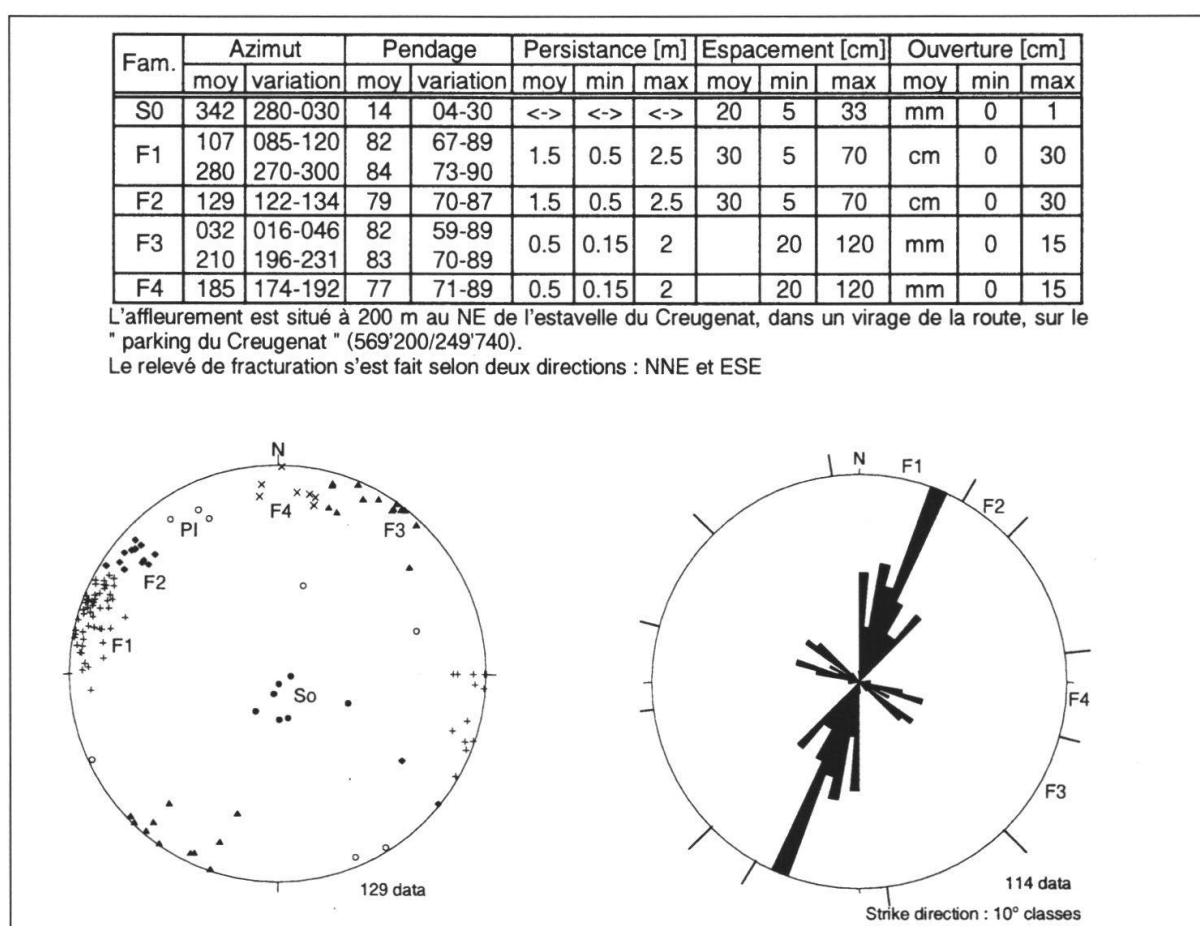 Fam. Azimut Pendage Persistance [m] Espacement [cm] Ouverture [cm]
moy variation moy variation moy min max moy min max moy min max
S0 342 280-030 14 04-30 <-> <-> <-> 20 5 33 mm 0 1
F1 107 085-120 82 67-89 1.5 0.5 2.5 30 5 70 cm 0 30
280 270-300 84 73-90
F2 129 122-134 79 70-87 1.5 0.5 2.5 30 5 70 cm 0 30
F3 032 016-046 82 59-89 0.5 0.15 2 20 120 mm 0 15
210 196-231 83 70-89
F4 185 174-192 77 71-89 0.5 0.15 2 20 120 mm 0 15
L'affleurement est situé à 200 m au NE de l'estavelle du Creugenat, dans un virage de la route, sur le
" parking du Creugenat " (569'200/249'740).
Le relevé de fracturation s'est fait selon deux directions : NNE et ESE
N
F4
F3
Pl
F2
F1
So
129 data
N
F1
F2
F4
F3
114 data
Strike direction : 10° classes